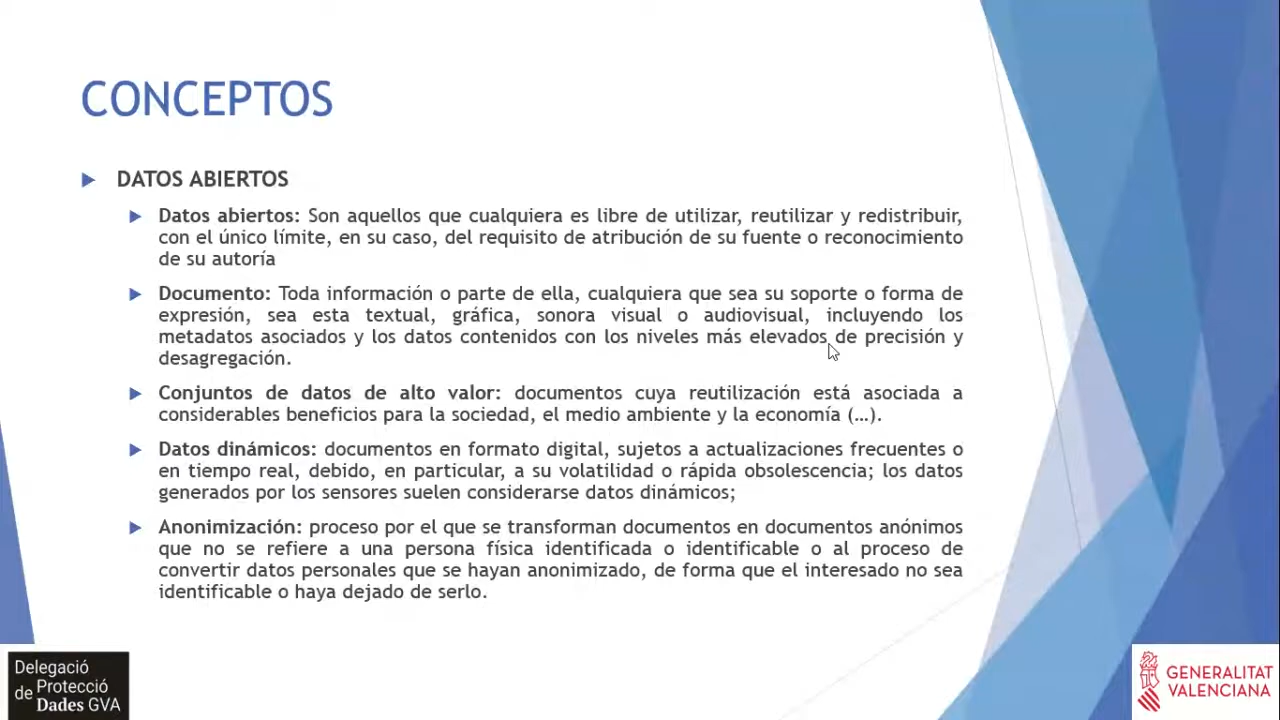 CONCEPTOS
DATOS ABIERTOS
Datos abiertos: Son aquellos que cualquiera es libre de utilizar, reutilizar y redistribuir,
con el único límite, en su caso, del requisito de atribución de su fuente o reconocimiento
de su autoría
Documento: Toda información o parte de ella, cualquiera que sea su soporte o forma de
expresión, sea esta textual, gráfica, sonora visual o audiovisual, incluyendo los
metadatos asociados y los datos contenidos con los niveles más elevados de precisión y
desagregación.
Conjuntos de datos de alto valor: documentos cuya reutilización está asociada a
considerables beneficios para la sociedad, el medio ambiente y la economía (…).
Datos dinámicos: documentos en formato digital, sujetos a actualizaciones frecuentes o
en tiempo real, debido, en particular, a su volatilidad o rápida obsolescencia; los datos
generados por los sensores suelen considerarse datos dinámicos;
Anonimización: proceso por el que se transforman documentos en documentos anónimos
que no se refiere a una persona física identificada o identificable o al proceso de
convertir datos personales que se hayan anonimizado, de forma que el interesado no sea
identificable o haya dejado de serlo.
Delegació
de Protecció
Dades GVA
GENERALITAT
VALENCIANA